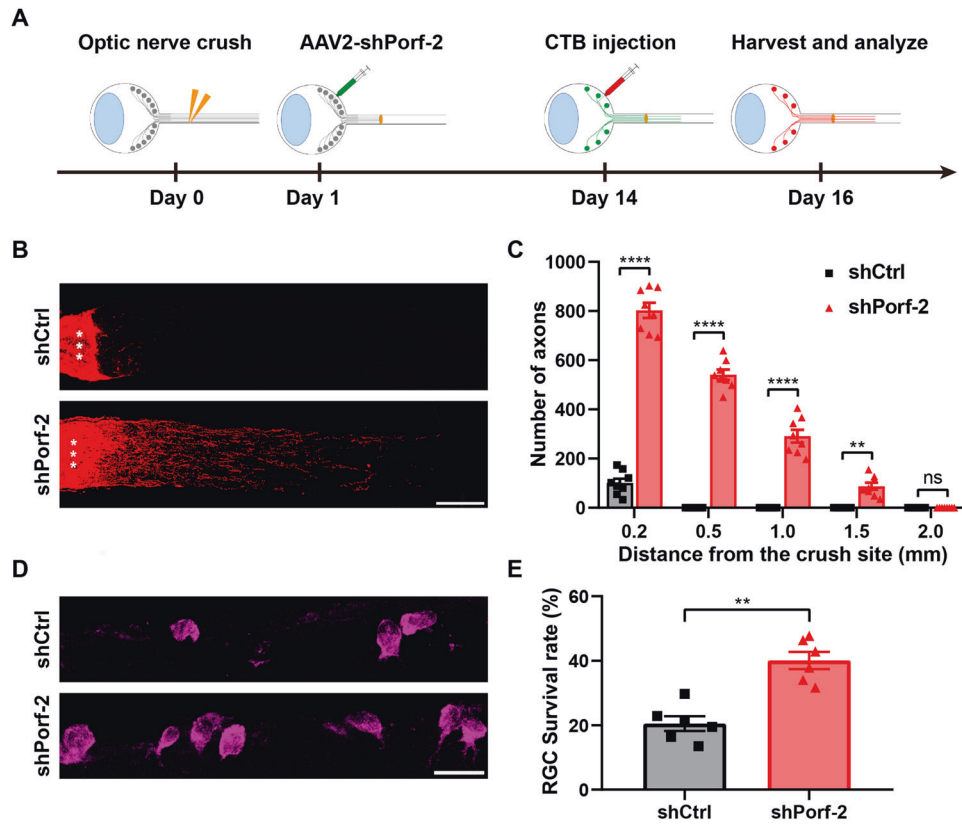 A
Optic nerve crush
AAV2-shPorf-2
CTB injection
Harvest and analyze
Day 0
Day 1
Day 14
Day 16
B
shCtrl
***
shPorf-2
***
C
Number of axons
1000
800
600
400
200
0
****
****
****
**
ns
shCtrl
shPorf-2
0.2
0.5
1.0
1.5
2.0
Distance from the crush site (mm)
D
shCtrl
shPorf-2
E
RGC Survival rate (%)
60
40
20
0
**
shCtrl
shPorf-2